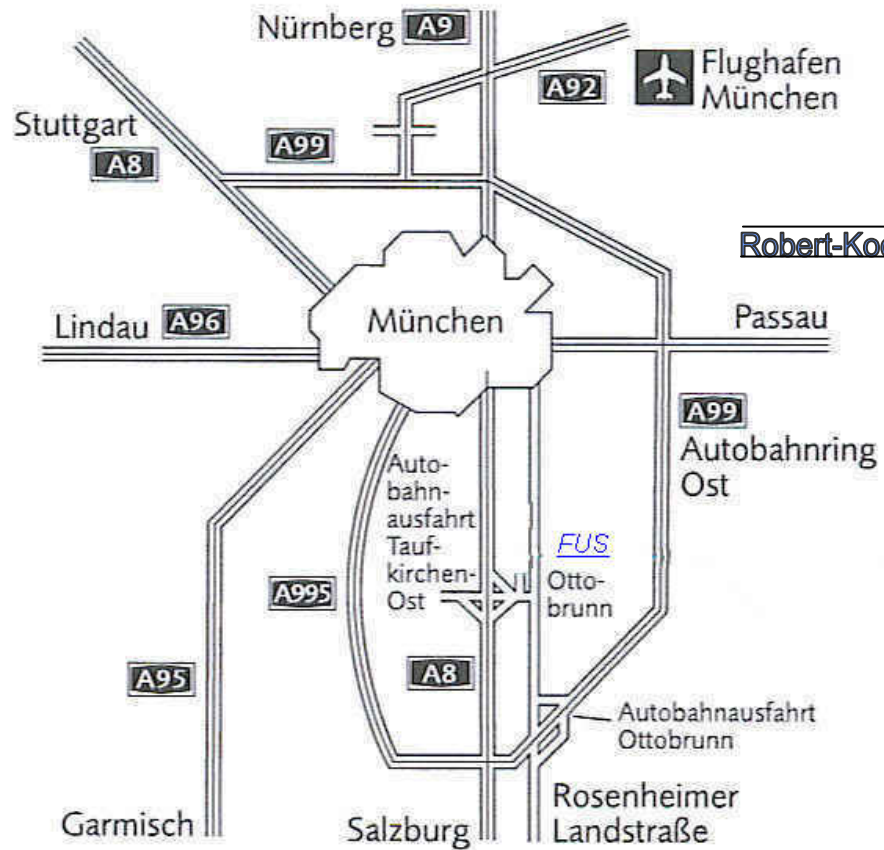 Nürnberg A9
Flughafen
München
A92
Stuttgart
A99
A8
Lindau A96
München
Passau
A99
Autobahnring
Ost
Auto-
bahn-
ausfahrt
Tauf-
kirchen-
Ost
FUS
Otto-
brunn
A995
A8
A95
Autobahnausfahrt
Ottobrunn
Garmisch
Salzburg
Rosenheimer
Landstraße